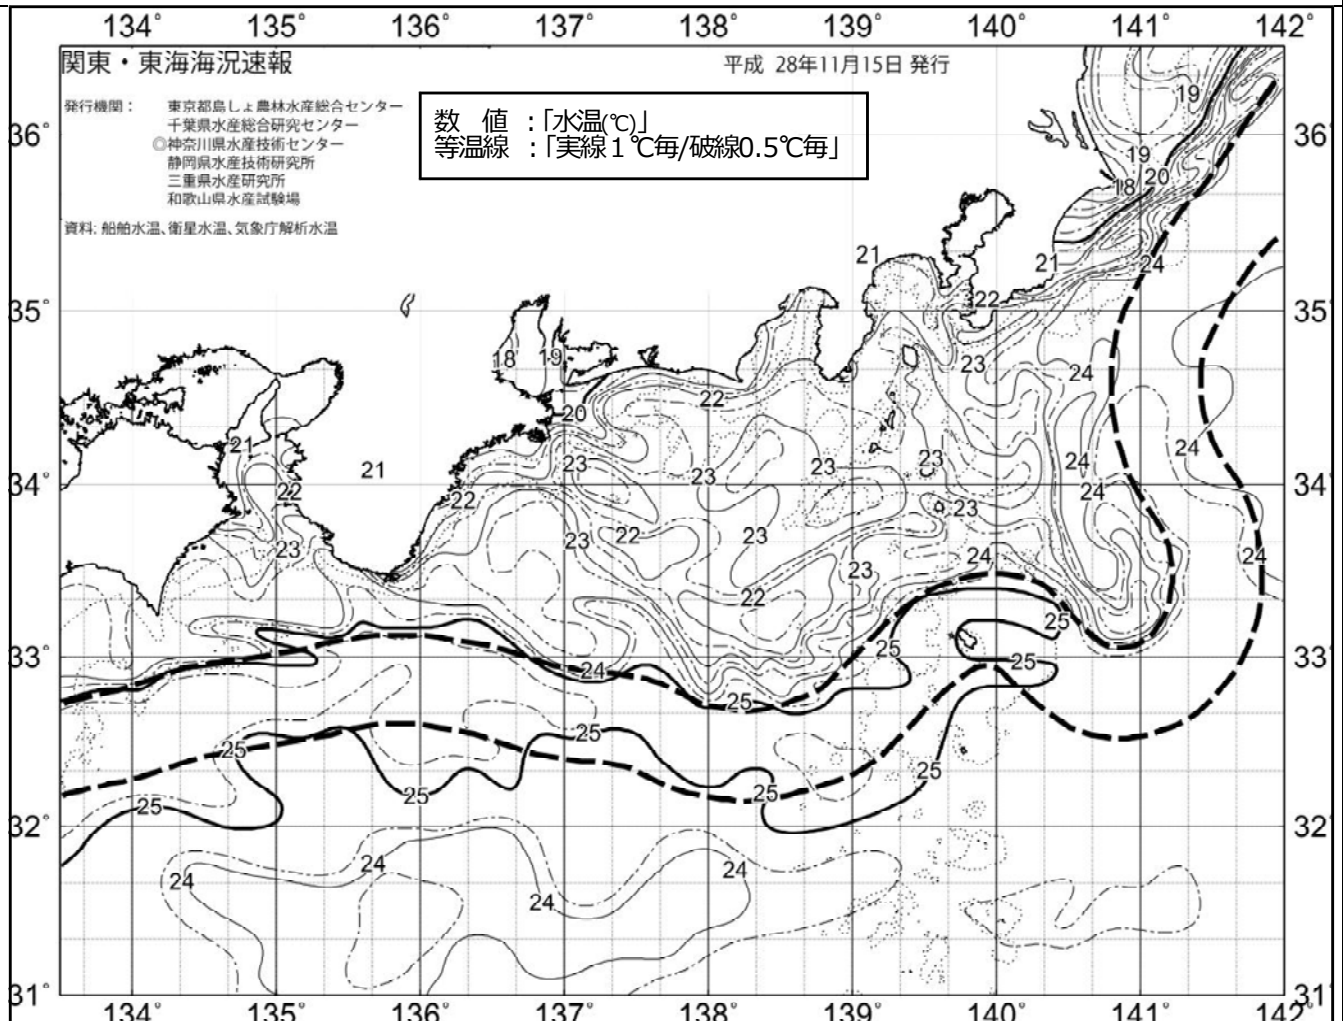 134° 135° 136° 137° 138° 139° 140° 141° 142°
関東・東海海況速報
平成 28年11月15日 発行
発行機関： 東京都島しょ農林水産総合センター
千葉県水産総合研究センター
◎神奈川県水産技術センター
静岡県水産技術研究所
三重県水産研究所
和歌山県水産試験場
資料: 船舶水温、衛星水温、気象庁解析水温
数 値 ：「水温(℃)」
等温線 ：「実線１℃毎/破線0.5℃毎」
19
36° 36°
19
18 20
21 21 24
22
35° 35°
18 19 23
22 24
20
21 24
23 23 23 23 24
21
34° 22 22 24 34°
23
23 22 23
23 24 24
23
22
25
33° 25 25 33°
24
25
25 25
25
25 25
25
32° 32°
24 24
24
24
31° 31°
134° 135° 136° 137° 138° 139° 140° 141° 142°